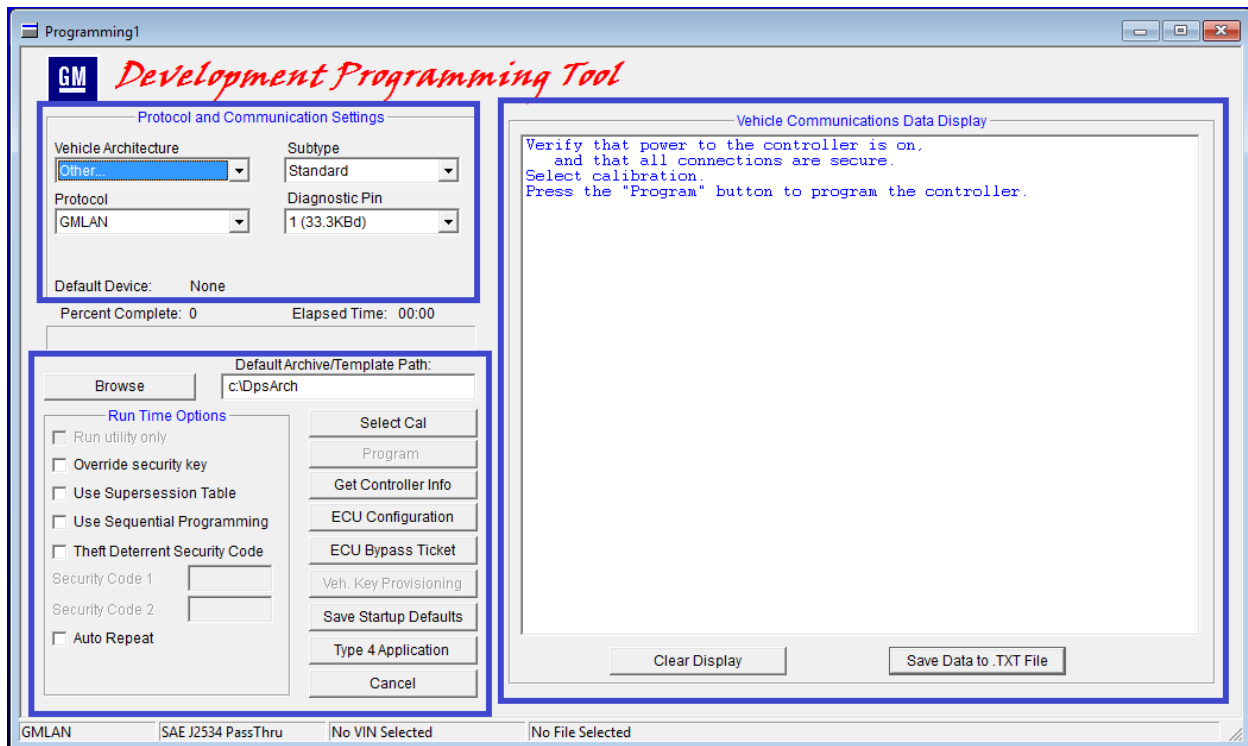 Programming1
GM Development Programming Tool
Protocol and Communication Settings
Vehicle Architecture Subtype
Other... Standard
Protocol Diagnostic Pin
GMLAN 1 (33.3KBd)
Default Device: None
Percent Complete: 0 Elapsed Time: 00:00
Default Archive/Template Path:
Browse c:\DpsArch
Run Time Options
Run utility only
Override security key
Use Supersession Table
Use Sequential Programming
Theft Deterrent Security Code
Security Code 1
Security Code 2
Auto Repeat
Select Cal
Program
Get Controller Info
ECU Configuration
ECU Bypass Ticket
Veh. Key Provisioning
Save Startup Defaults
Type 4 Application
Cancel
Vehicle Communications Data Display
Verify that power to the controller is on,
and that all connections are secure.
Select calibration.
Press the "Program" button to program the controller.
Clear Display Save Data to .TXT File
GMLAN SAE J2534 PassThru No VIN Selected No File Selected